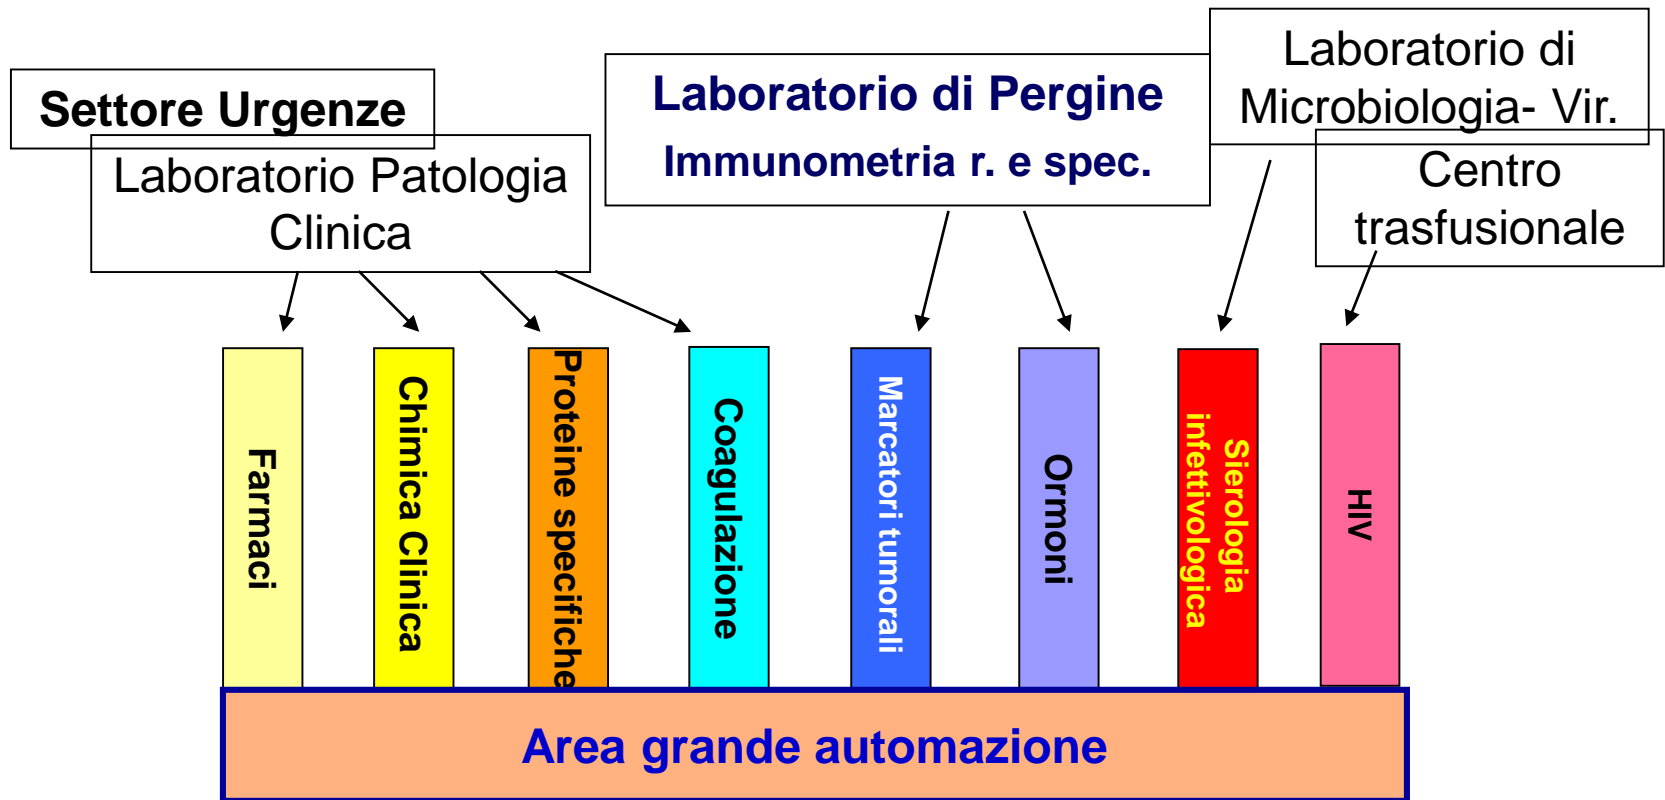 Settore Urgenze
Laboratorio Patologia
Clinica
Laboratorio di Pergine
Immunometria r. e spec.
Laboratorio di
Microbiologia- Vir.
Centro
trasfusionale
Farmaci
Chimica Clinica
Proteine specifiche
Coagulazione
Marcatori tumorali
Ormoni
Sierologia
infettivologica
HIV
Area grande automazione